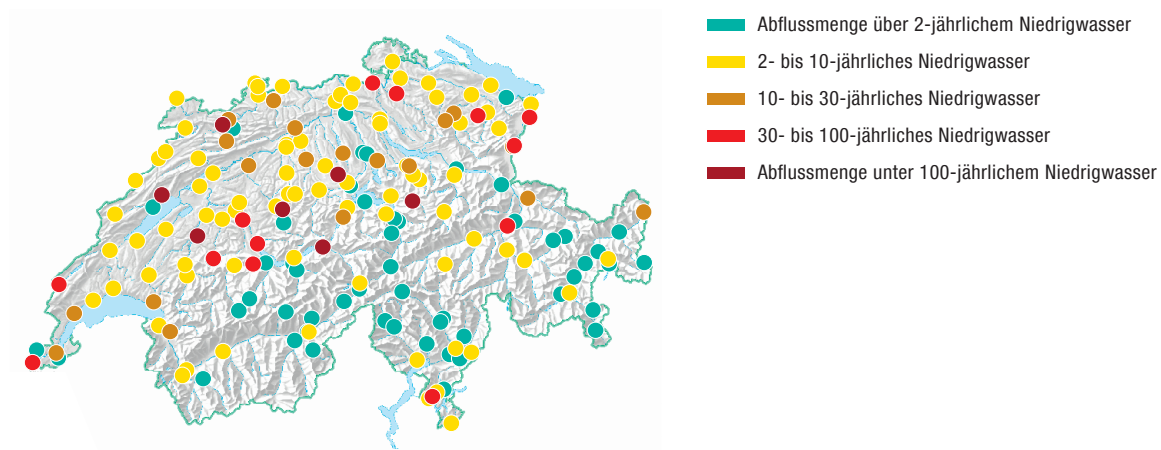 Abflussmenge über 2-jährlichem Niedrigwasser
2- bis 10-jährliches Niedrigwasser
10- bis 30-jährliches Niedrigwasser
30- bis 100-jährliches Niedrigwasser
Abflussmenge unter 100-jährlichem Niedrigwasser